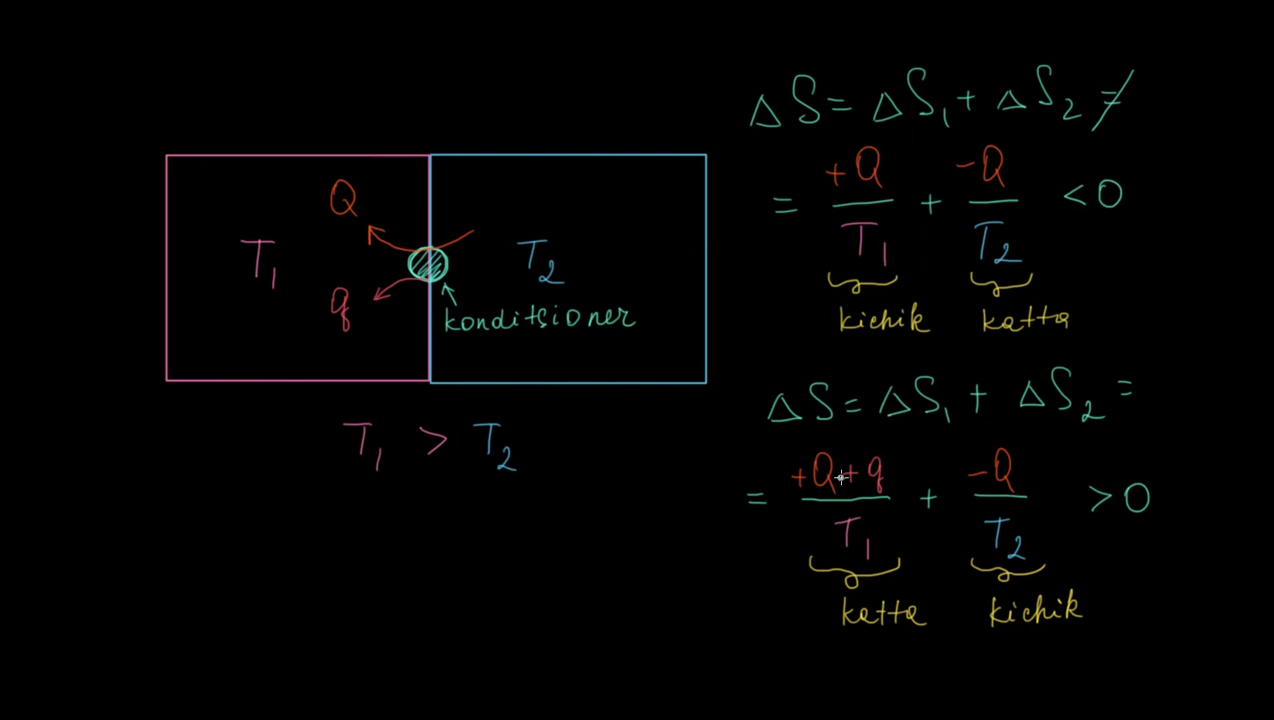 Q
T₁
T₂
q
konditsioner
T₁ > T₂
ΔS = ΔS₁ + ΔS₂ ≠
= +Q/T₁ + -Q/T₂ < 0
kichik katta
ΔS = ΔS₁ + ΔS₂ =
= +Q+q/T₁ + -Q/T₂ > 0
katta kichik